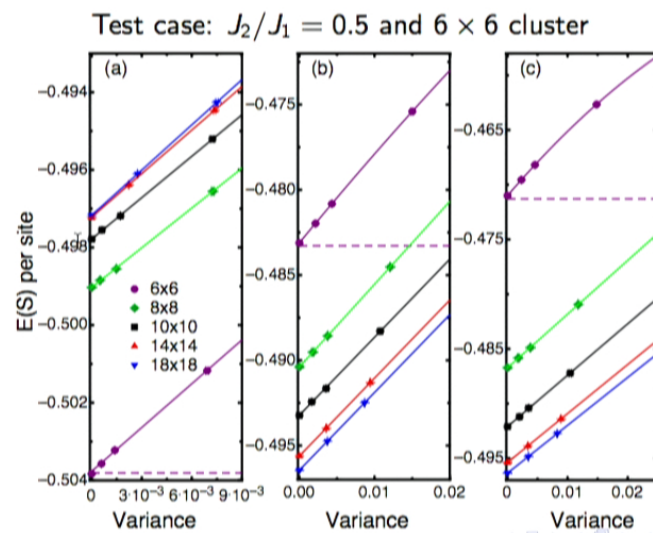 Test case: J₂/J₁ = 0.5 and 6 × 6 cluster
(a)
(b)
(c)
E(S) per site
−0.494
−0.496
−0.498
−0.500
−0.502
−0.504
6x6
8x8
10x10
14x14
18x18
0
3·10⁻³
6·10⁻³
9·10⁻³
Variance
−0.475
−0.480
−0.485
−0.490
−0.495
0.00
0.01
0.02
Variance
−0.465
−0.475
−0.485
−0.495
0
0.01
0.02
Variance